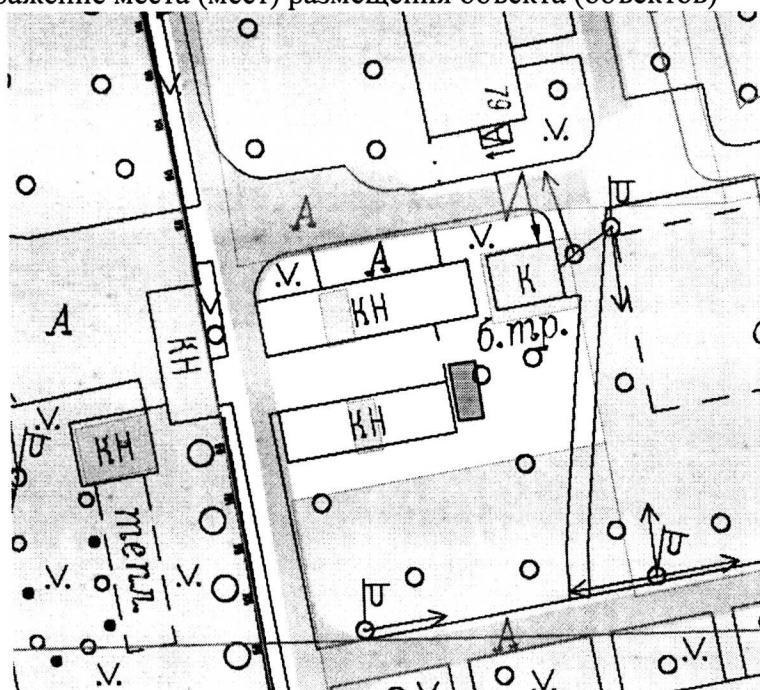 ражение места (мест) размещения объекта (объектов)
79
А
А
К
КН
А
КН
б.тр.
КН
КН
тепл.
А